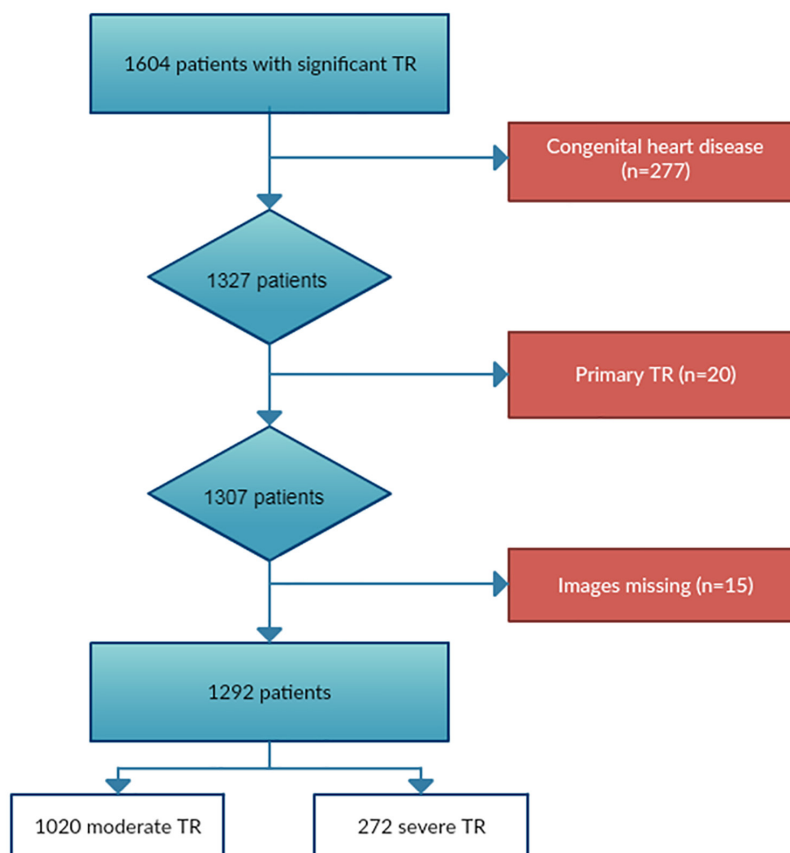 1604 patients with significant TR
Congenital heart disease
(n=277)
1327 patients
Primary TR (n=20)
1307 patients
Images missing (n=15)
1292 patients
1020 moderate TR
272 severe TR